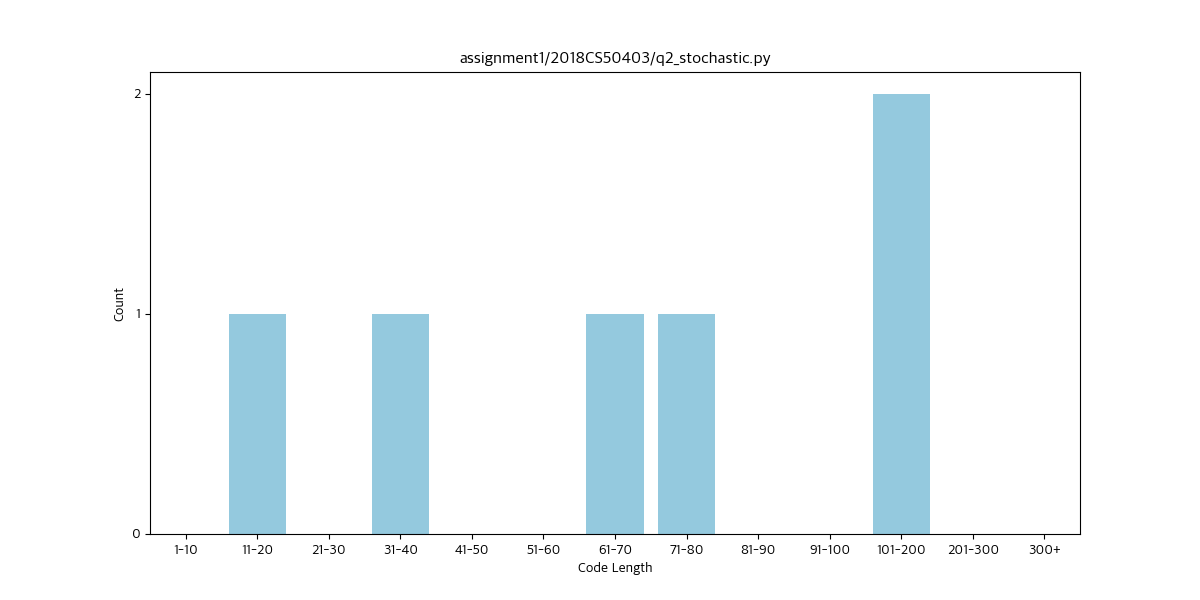 assignment1/2018CS50403/q2_stochastic.py
2
1
0
Count
1-10 11-20 21-30 31-40 41-50 51-60 61-70 71-80 81-90 91-100 101-200 201-300 300+
Code Length